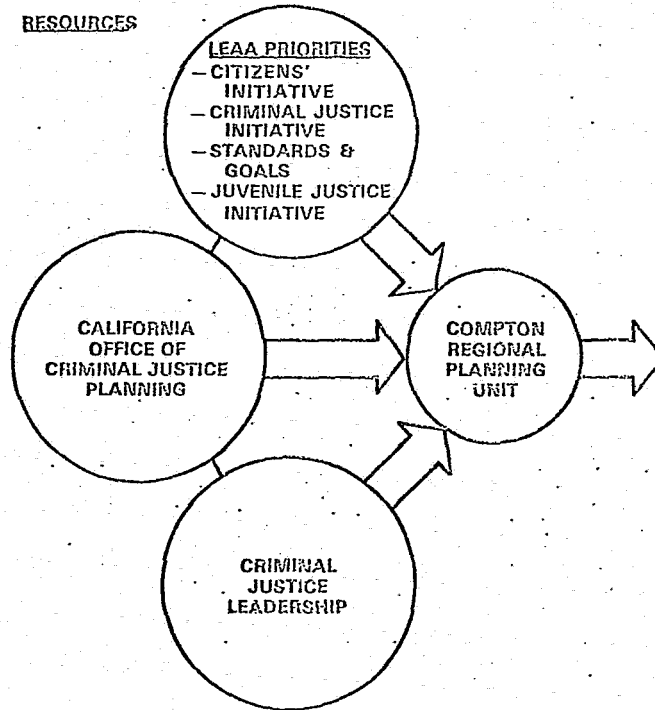 RESOURCES
LEAA PRIORITIES
— CITIZENS'
INITIATIVE
— CRIMINAL JUSTICE
INITIATIVE
— STANDARDS &
GOALS
— JUVENILE JUSTICE
INITIATIVE
CALIFORNIA
OFFICE OF
CRIMINAL JUSTICE
PLANNING
COMPTON
REGIONAL
PLANNING
UNIT
CRIMINAL
JUSTICE
LEADERSHIP